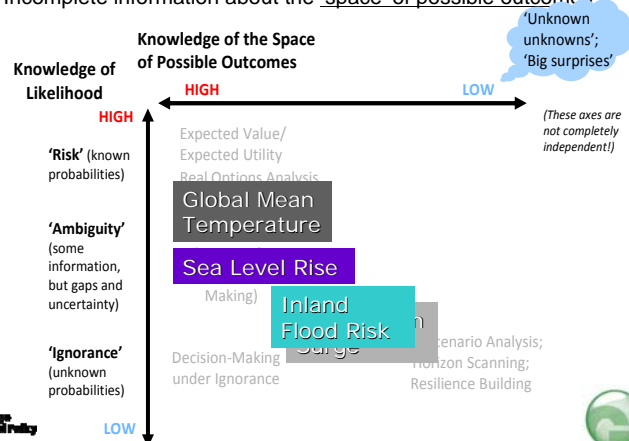 Incomplete information about the 'space' of possible outcomes
'Unknown
unknowns';
'Big surprises'
Knowledge of the Space
of Possible Outcomes
Knowledge of
Likelihood
HIGH
LOW
HIGH
(These axes are
not completely
independent!)
Expected Value/
Expected Utility
Real Options Analysis
'Risk' (known
probabilities)
Global Mean
Temperature
'Ambiguity'
(some
information,
but gaps and
uncertainty)
Sea Level Rise
Making)
Inland
Flood Risk
Surge
Scenario Analysis;
Horizon Scanning;
Resilience Building
'Ignorance'
(unknown
probabilities)
Decision-Making
under Ignorance
LOW